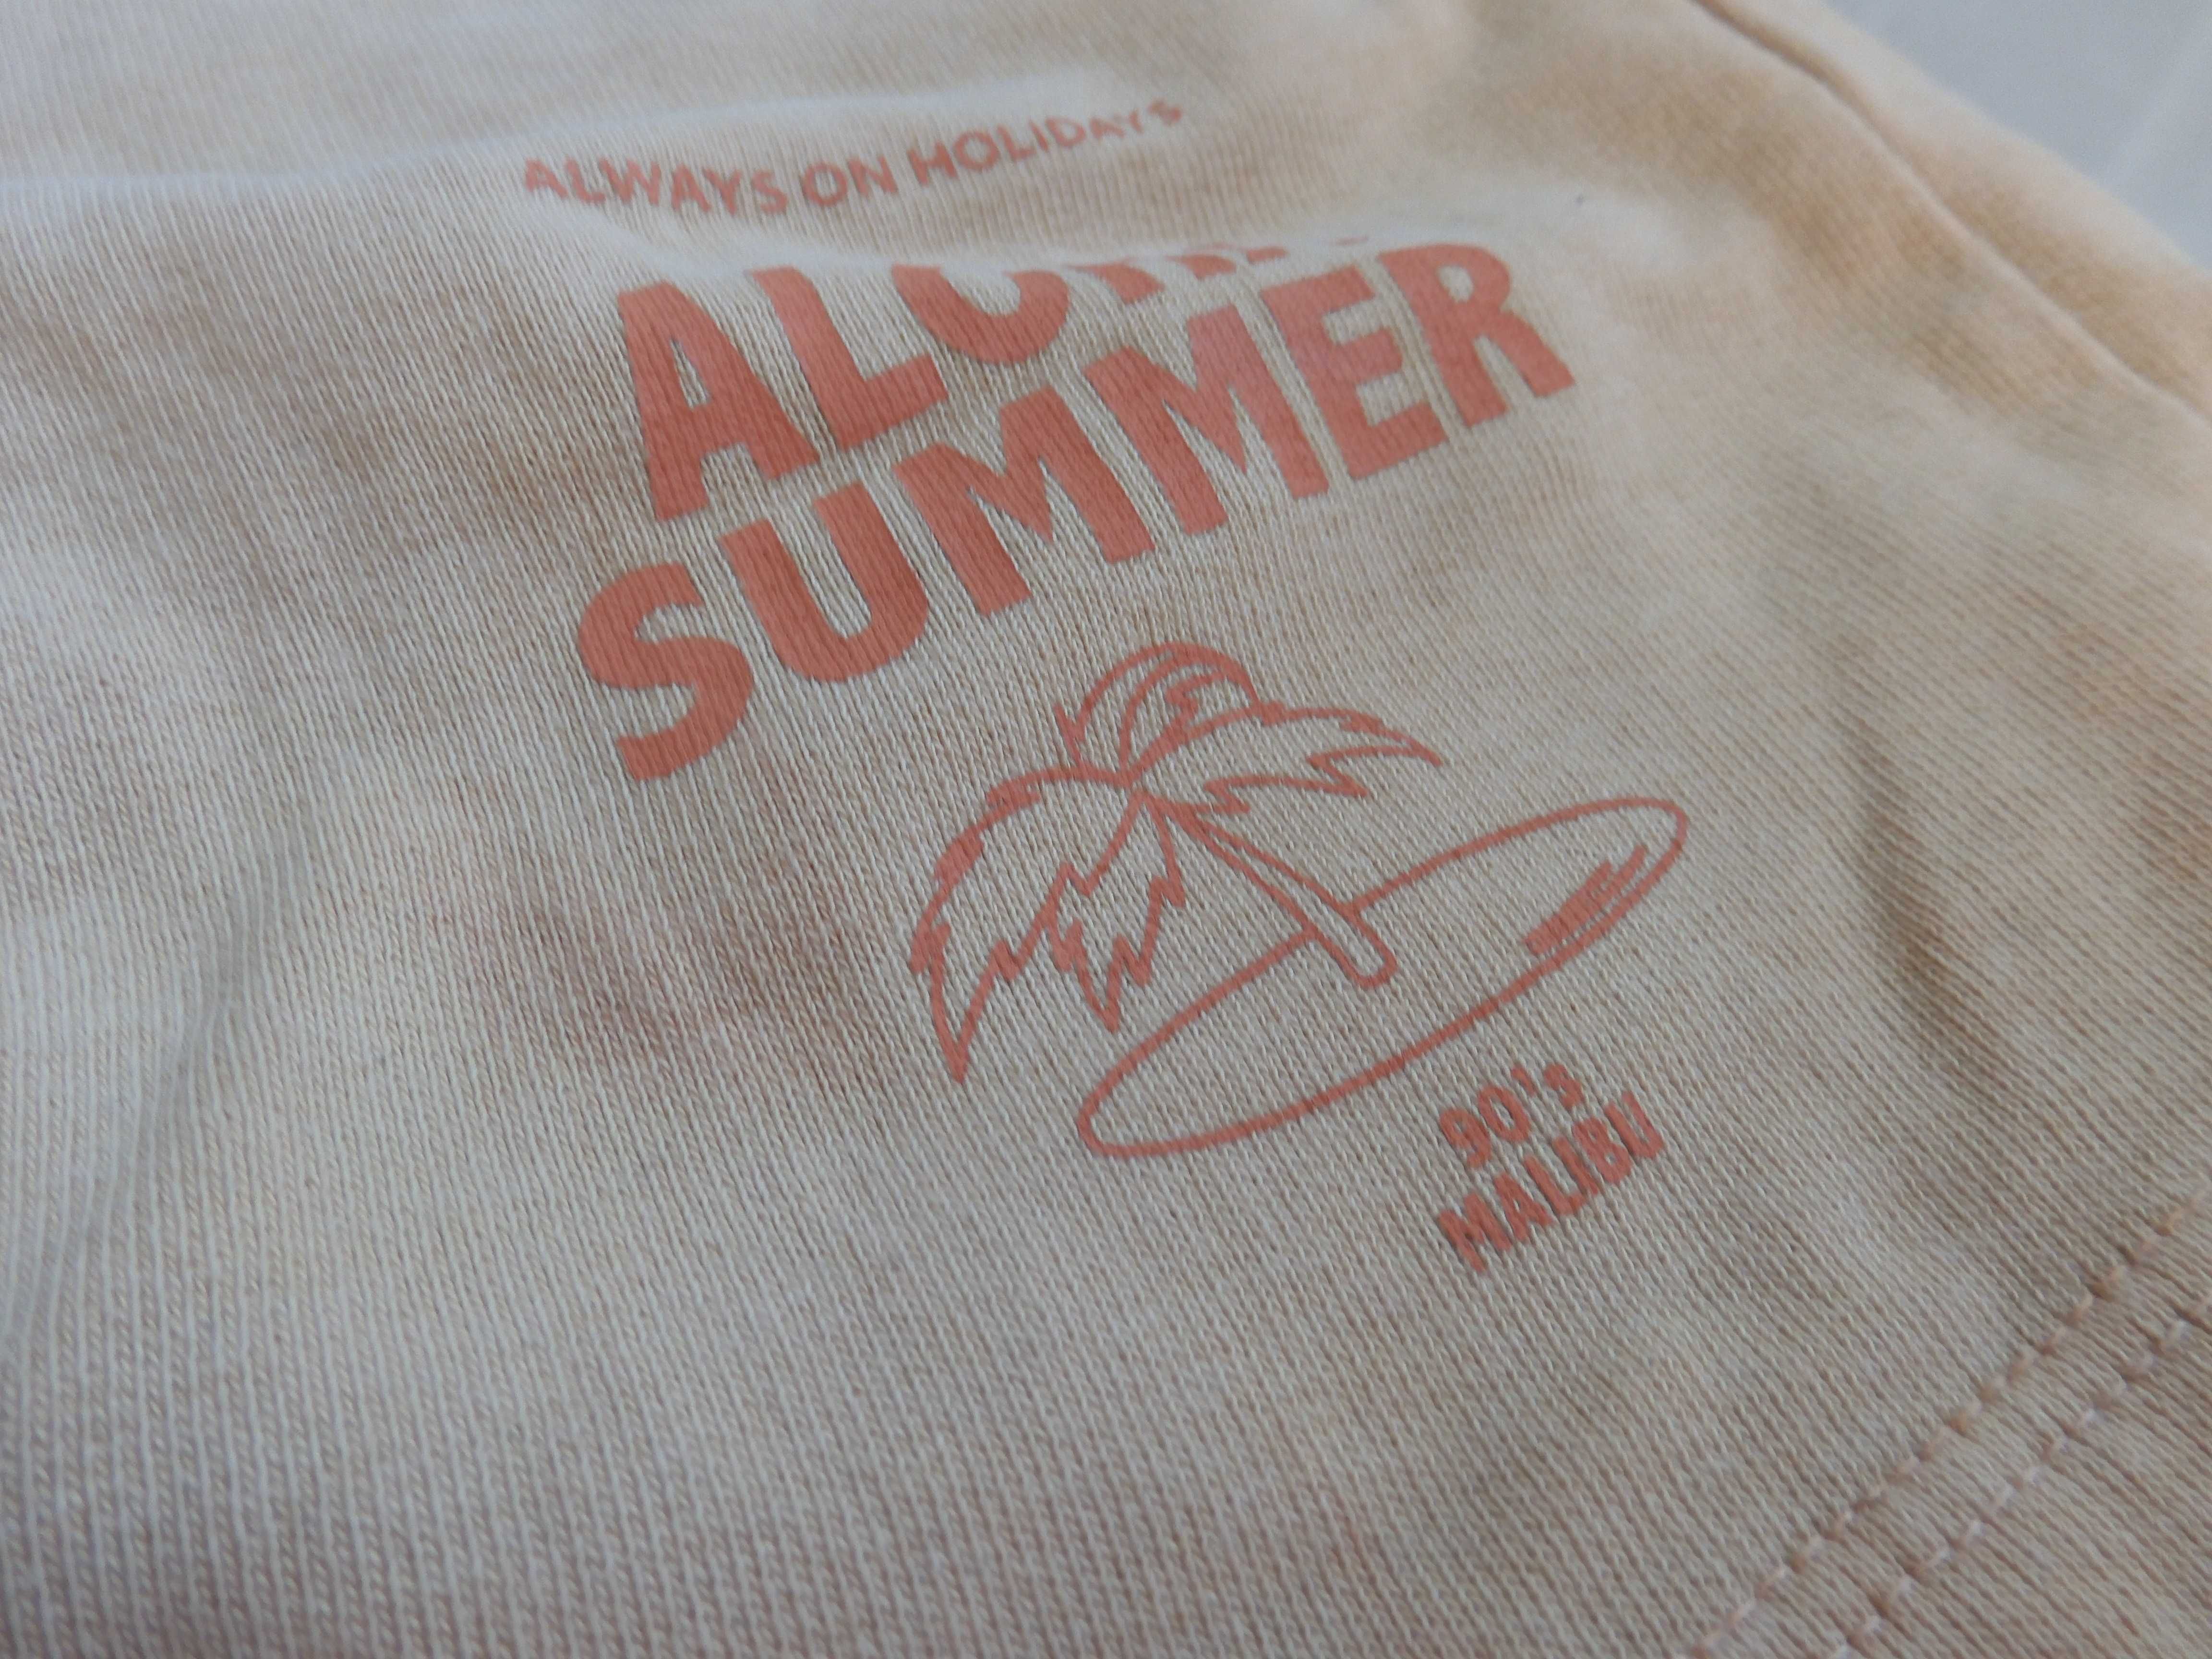 ALWAYS ON HOLIDAYS
SUMMER
90's
MALIBU